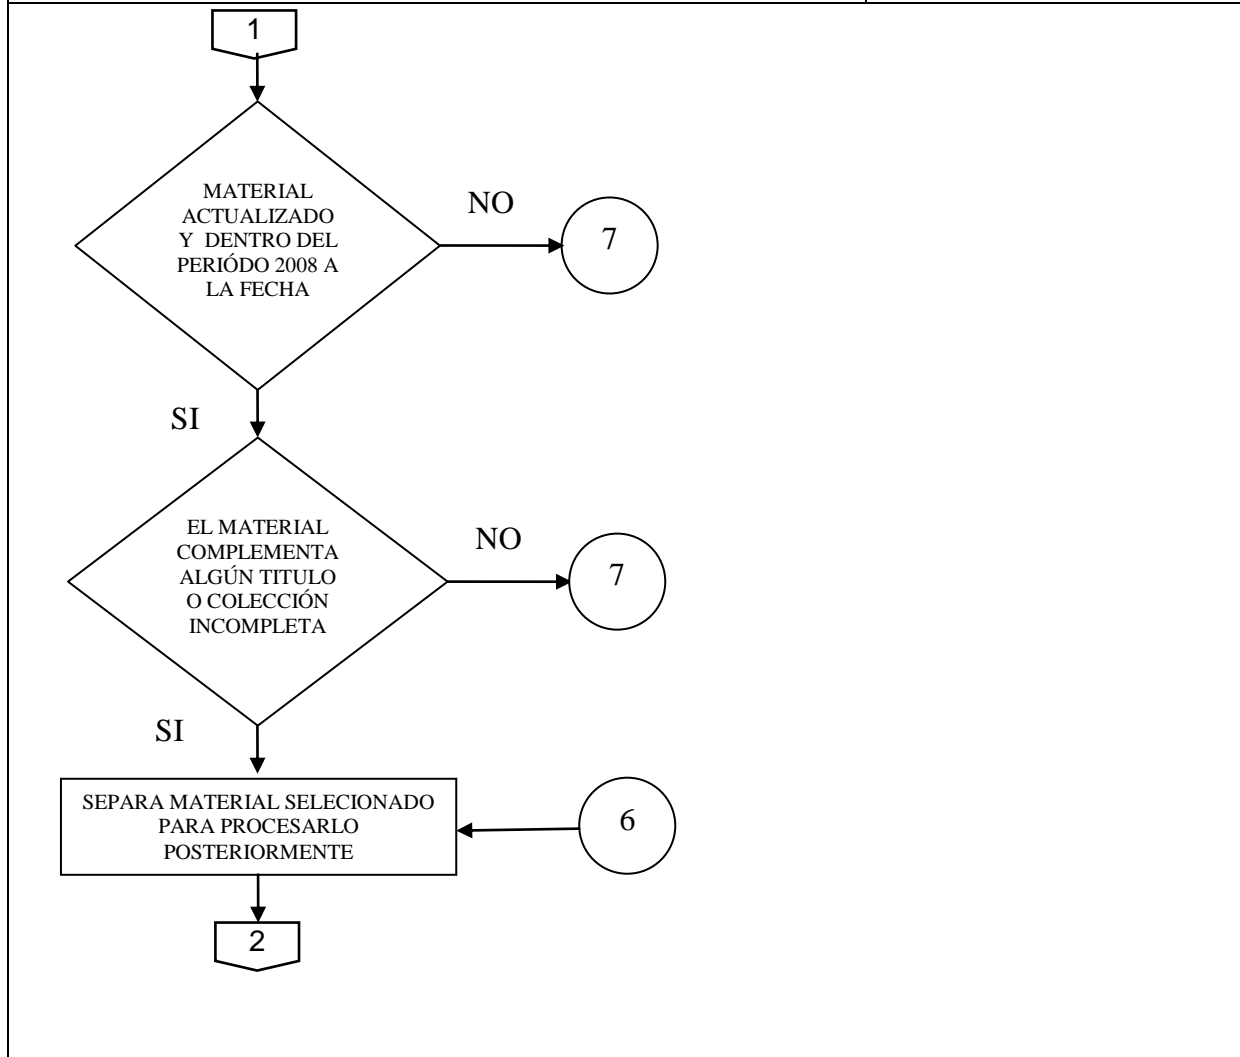 1
MATERIAL
ACTUALIZADO
Y DENTRO DEL
PERIÓDO 2008 A
LA FECHA
NO
7
SI
EL MATERIAL
COMPLEMENTA
ALGÚN TITULO
O COLECCIÓN
INCOMPLETA
NO
7
SI
SEPARA MATERIAL SELECIONADO
PARA PROCESARLO
POSTERIORMENTE
6
2